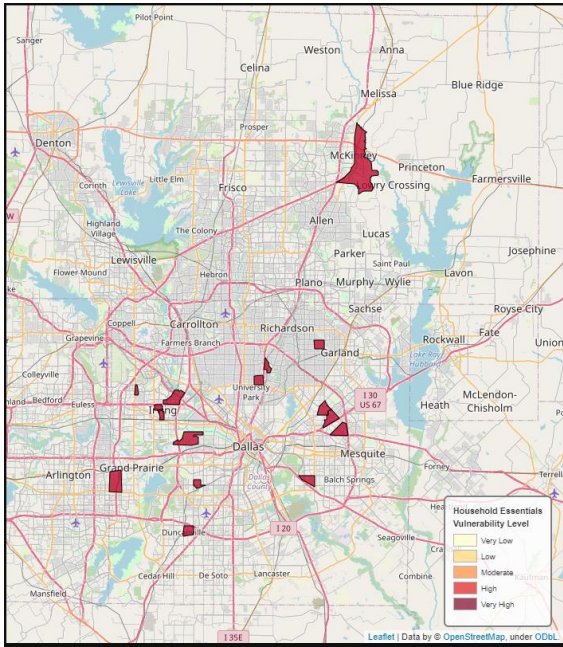 Pilot Point
Sanger
Weston
Anna
Celina
Melissa
Blue Ridge
Prosper
Denton
McKinney
Princeton
Little Elm
Lewisville
Lake
Corinth
Frisco
Lowry Crossing
Farmersville
Allen
Highland
Village
The Colony
Lucas
Parker
Josephine
Lewisville
Saint Paul
Hebron
Flower Mound
Plano
Murphy
Wylie
Lavon
Sachse
Royse City
Coppell
Carrollton
Richardson
Fate
Grapevine
Farmers Branch
Garland
Rockwall
Union
Lake Ray
Hubbard
Colleyville
University
Park
I 30
US 67
McLendon-
Chisholm
Bedford
Euless
Irving
Heath
Dallas
Mesquite
Forney
Grand Prairie
Arlington
Dallas
County
Balch Springs
Terrell
Household Essentials
Vulnerability Level
Very Low
Low
Moderate
High
Very High
Seagoville
Duncanville
I 20
Combine
Kaufman
Cedar Hill
De Soto
Lancaster
Mansfield
I 35E
Leaflet | Data by © OpenStreetMap, under ODbL.